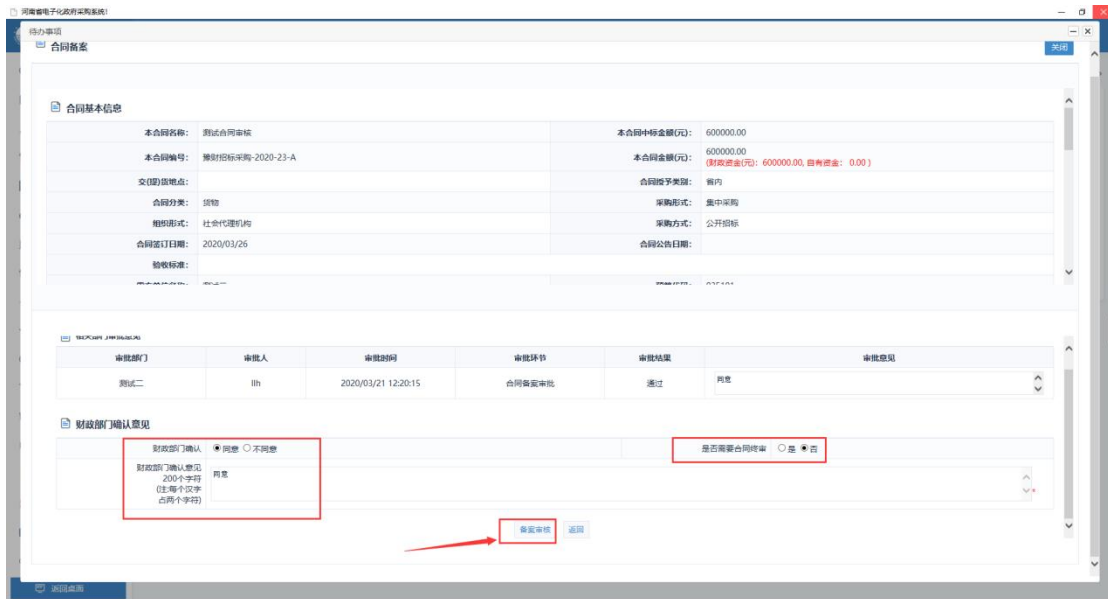 河南省电子化政府采购系统!
待办事项
合同备案
关闭
合同基本信息
本合同名称: 测试合同审核 本合同中标金额(元): 600000.00
本合同编号: 豫财招标采购-2020-23-A 本合同金额(元): 600000.00
(财政资金(元): 600000.00, 自有资金: 0.00 )
交(提)货地点: 合同授予类别: 省内
合同分类: 货物 采购形式: 集中采购
组织形式: 社会代理机构 采购方式: 公开招标
合同签订日期: 2020/03/26 合同公告日期:
验收标准:
相关部门审批意见
审批部门 审批人 审批时间 审批环节 审批结果 审批意见
测试二 llh 2020/03/21 12:20:15 合同备案审批 通过 同意
财政部门确认意见
财政部门确认 同意 不同意 是否需要合同终审 是 否
财政部门确认意见
200个字符
(注:每个汉字
占两个字符)
同意
*
备案审核 返回
返回桌面